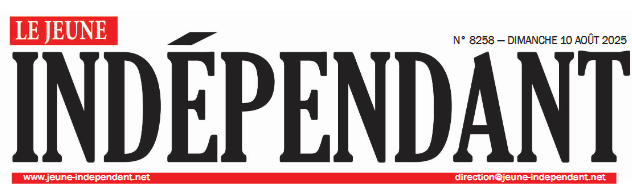 LE JEUNE
N° 8258 — DIMANCHE 10 AOÛT 2025
INDÉPENDANT
www.jeune-independant.net
direction@jeune-independant.net